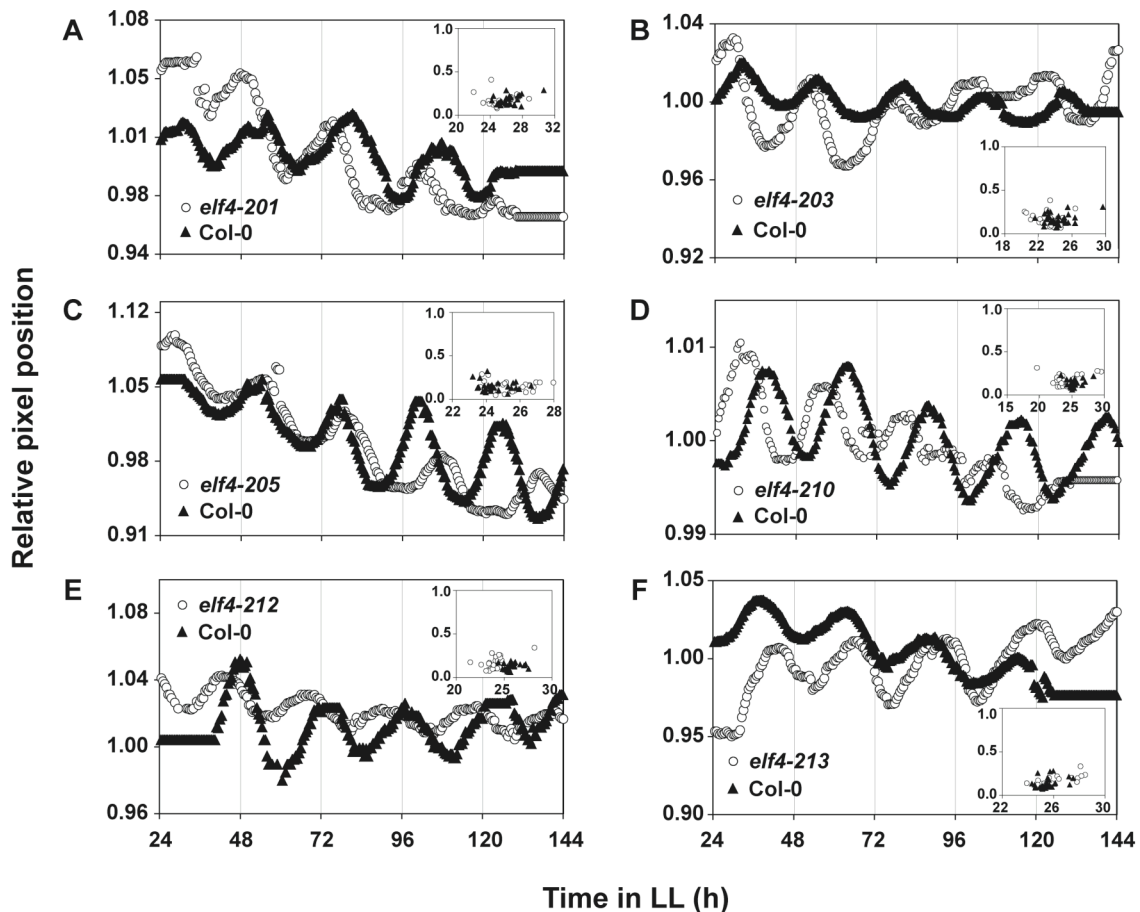 Relative pixel position
A
1.08
1.05
1.01
0.98
0.94
elf4-201
Col-0
1.0
0.5
0.0
20 24 28 32
B
1.04
1.00
0.96
0.92
elf4-203
Col-0
1.0
0.5
0.0
18 22 26 30
C
1.12
1.05
0.98
0.91
elf4-205
Col-0
1.0
0.5
0.0
22 24 26 28
D
1.01
1.00
0.99
elf4-210
Col-0
1.0
0.5
0.0
15 20 25 30
E
1.08
1.04
1.00
0.96
elf4-212
Col-0
1.0
0.5
0.0
20 25 30
24 48 72 96 120 144
F
1.05
1.00
0.95
0.90
elf4-213
Col-0
1.0
0.5
0.0
22 26 30
24 48 72 96 120 144
Time in LL (h)